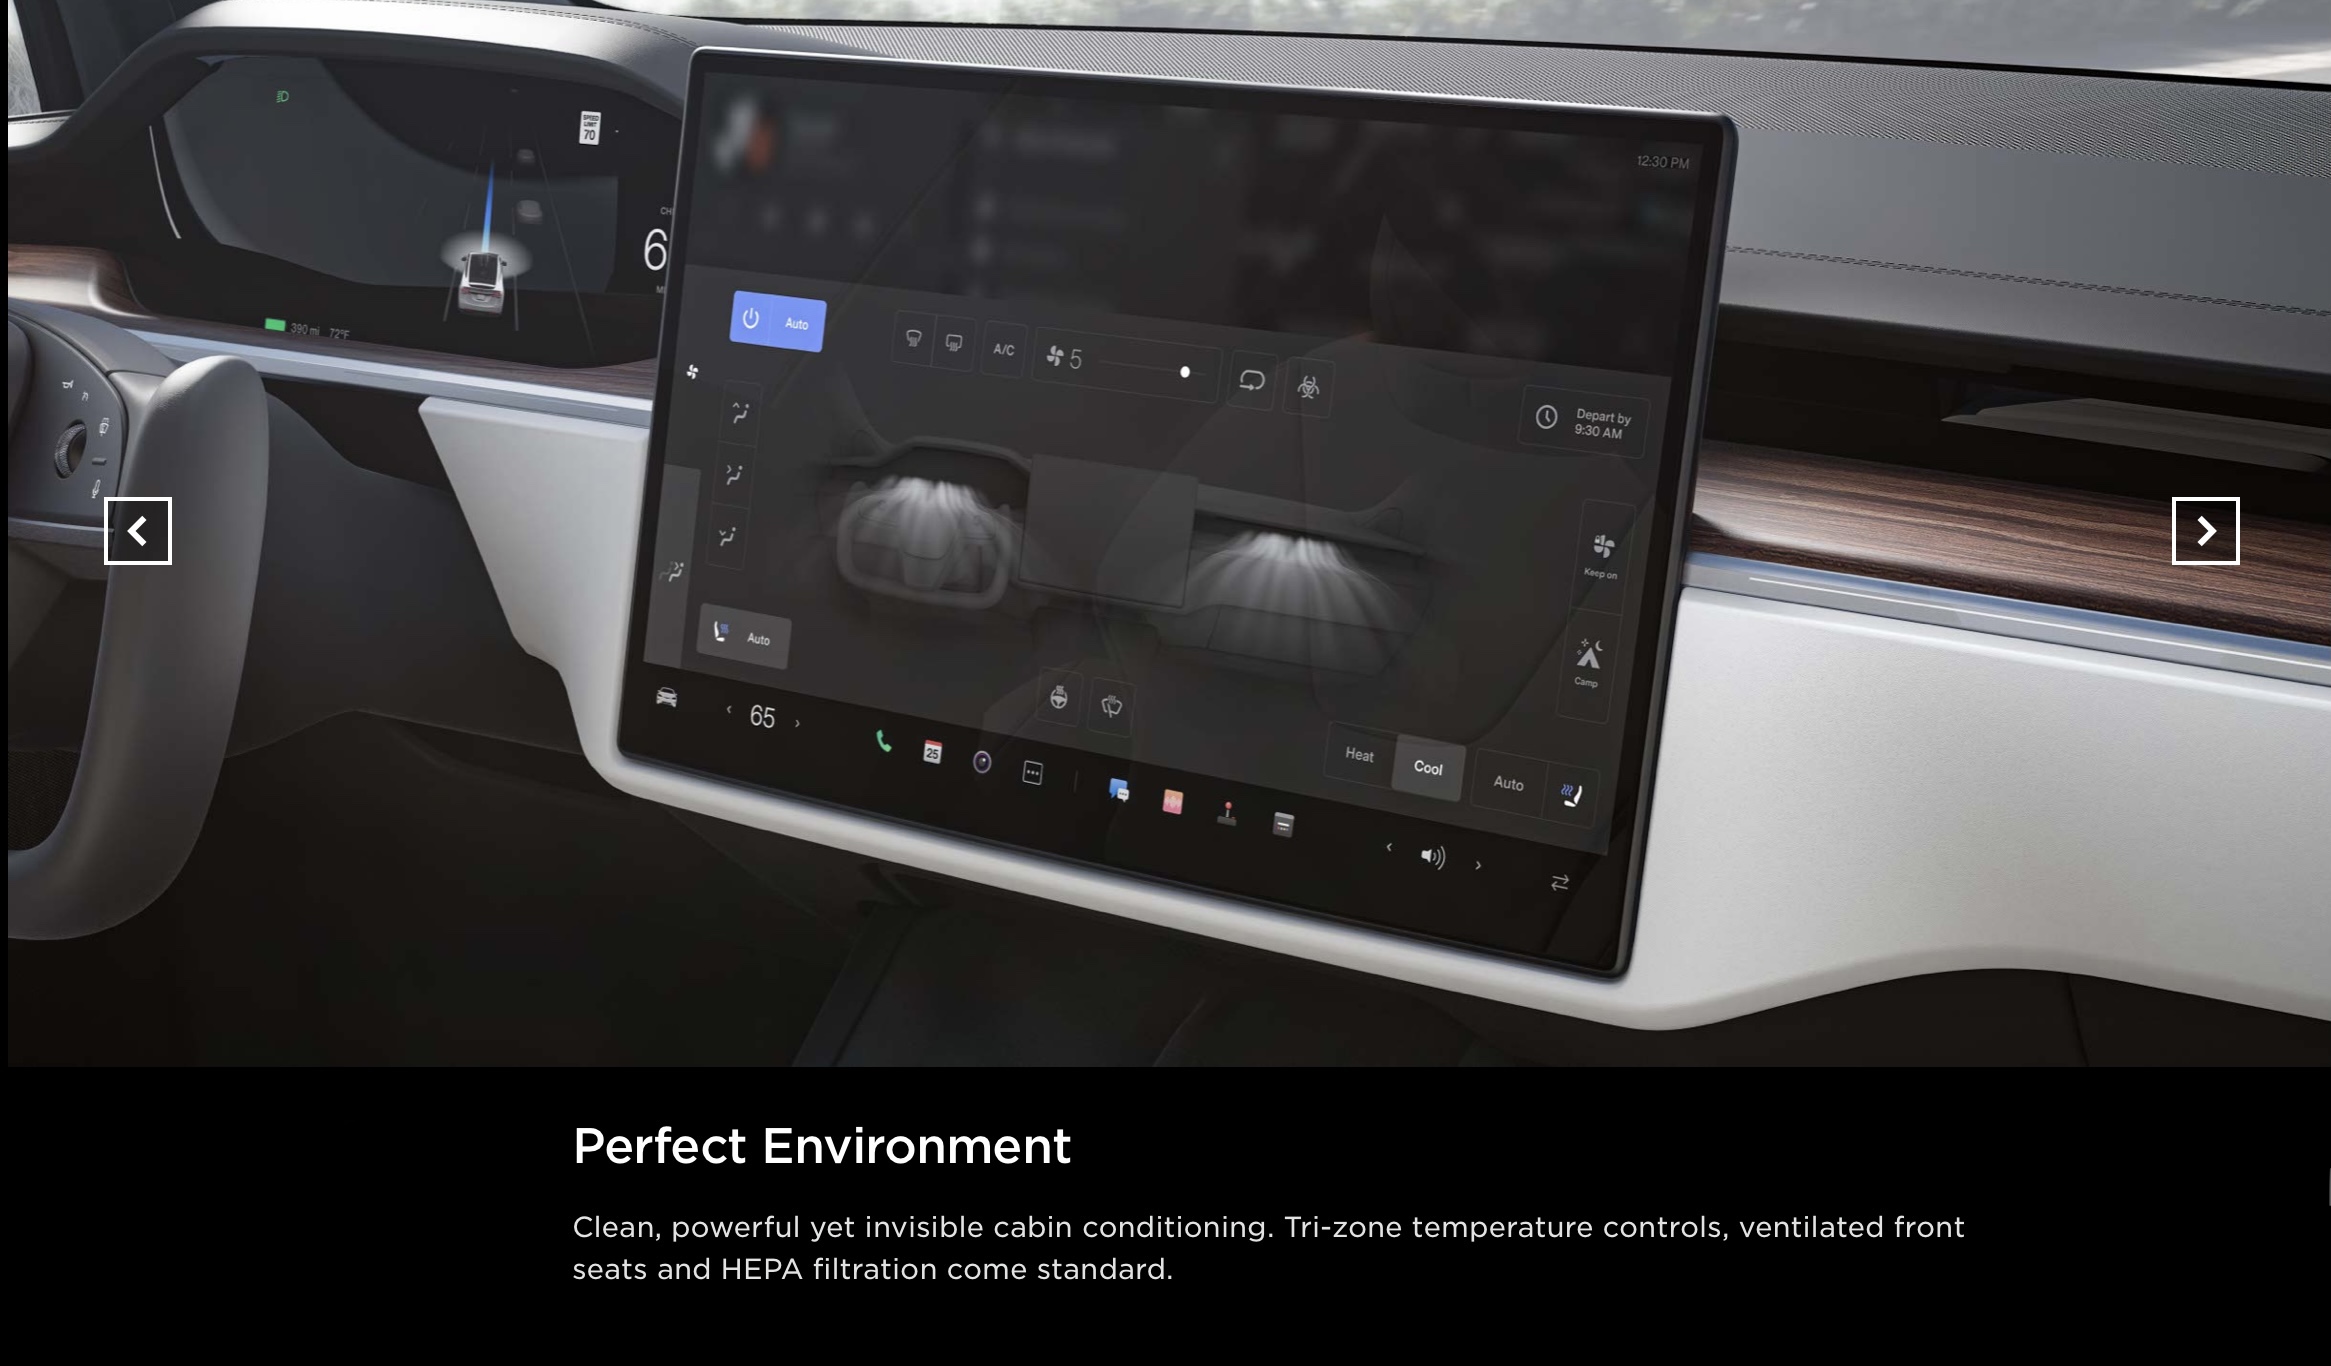 SPEED
LIMIT
70
12:30 PM
6
390 mi 72°F
Auto
A/C
5
Depart by
9:30 AM
Keep on
Auto
Camp
65
25
Heat
Cool
Auto
Perfect Environment
Clean, powerful yet invisible cabin conditioning. Tri-zone temperature controls, ventilated front
seats and HEPA filtration come standard.